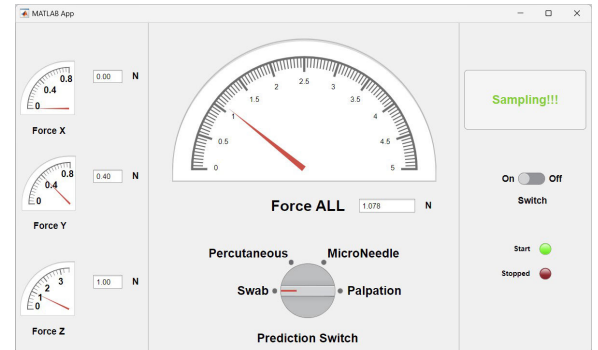 MATLAB App
0
0.4
0.8
0.00 N
Force X
0
0.4
0.8
0.40 N
Force Y
0
1
2
3
1.00 N
Force Z
0
0.5
1
1.5
2
2.5
3
3.5
4
4.5
5
Force ALL 1.078 N
Percutaneous MicroNeedle
Swab Palpation
Prediction Switch
Sampling!!!
On Off
Switch
Start
Stopped